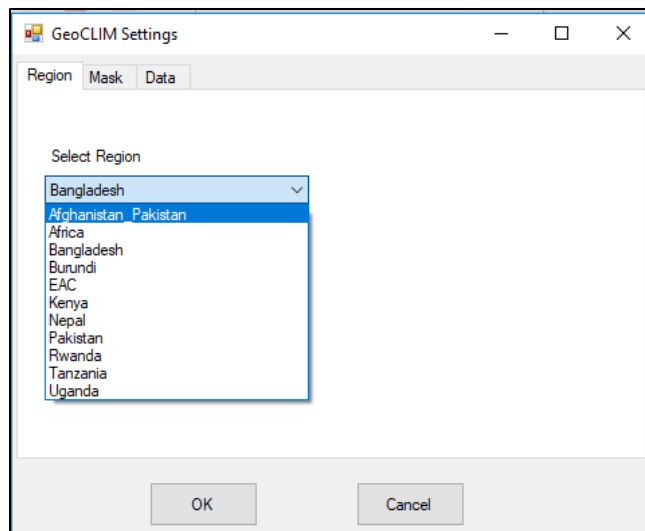 GeoCLIM Settings
Region Mask Data
Select Region
Bangladesh
Afghanistan_Pakistan
Africa
Bangladesh
Burundi
EAC
Kenya
Nepal
Pakistan
Rwanda
Tanzania
Uganda
OK Cancel